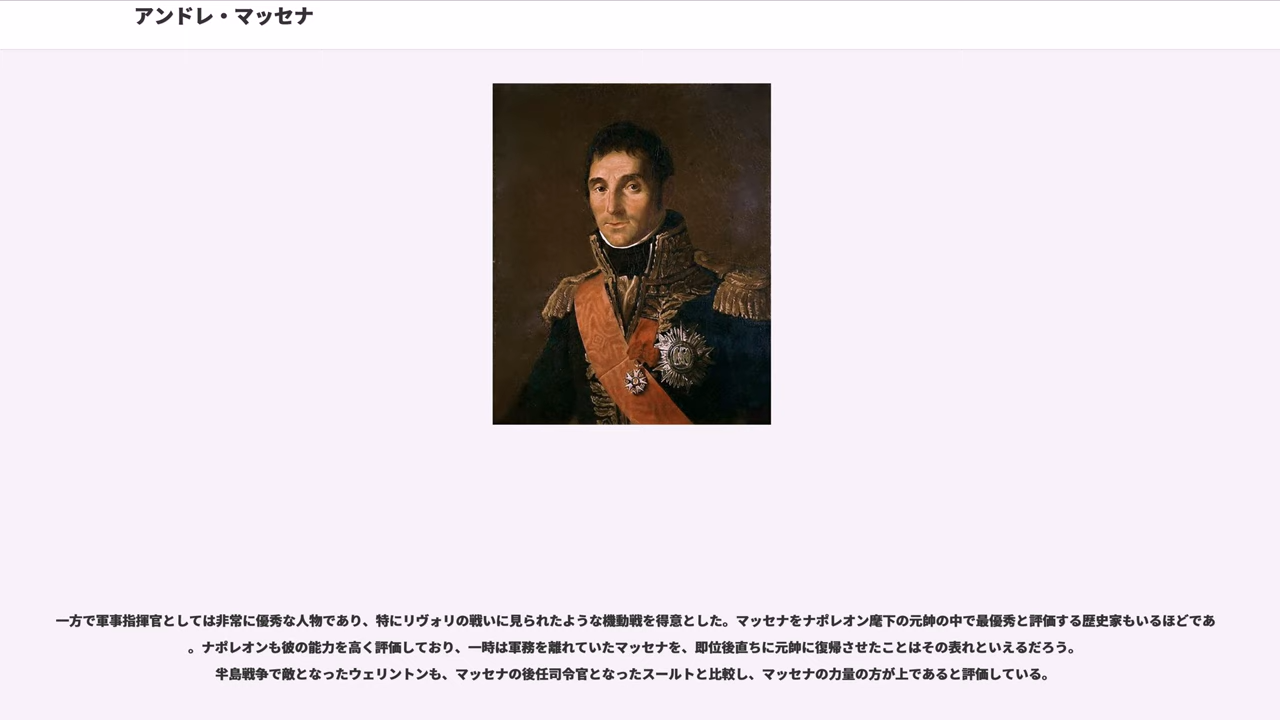 アンドレ・マッセナ
一方で軍事指揮官としては非常に優秀な人物であり、特にリヴォリの戦いに見られたような機動戦を得意とした。マッセナをナポレオン麾下の元帥の中で最優秀と評価する歴史家もいるほどであ
。ナポレオンも彼の能力を高く評価しており、一時は軍務を離れていたマッセナを、即位後直ちに元帥に復帰させたことはその表れといえるだろう。
半島戦争で敵となったウェリントンも、マッセナの後任司令官となったスールトと比較し、マッセナの力量の方が上であると評価している。